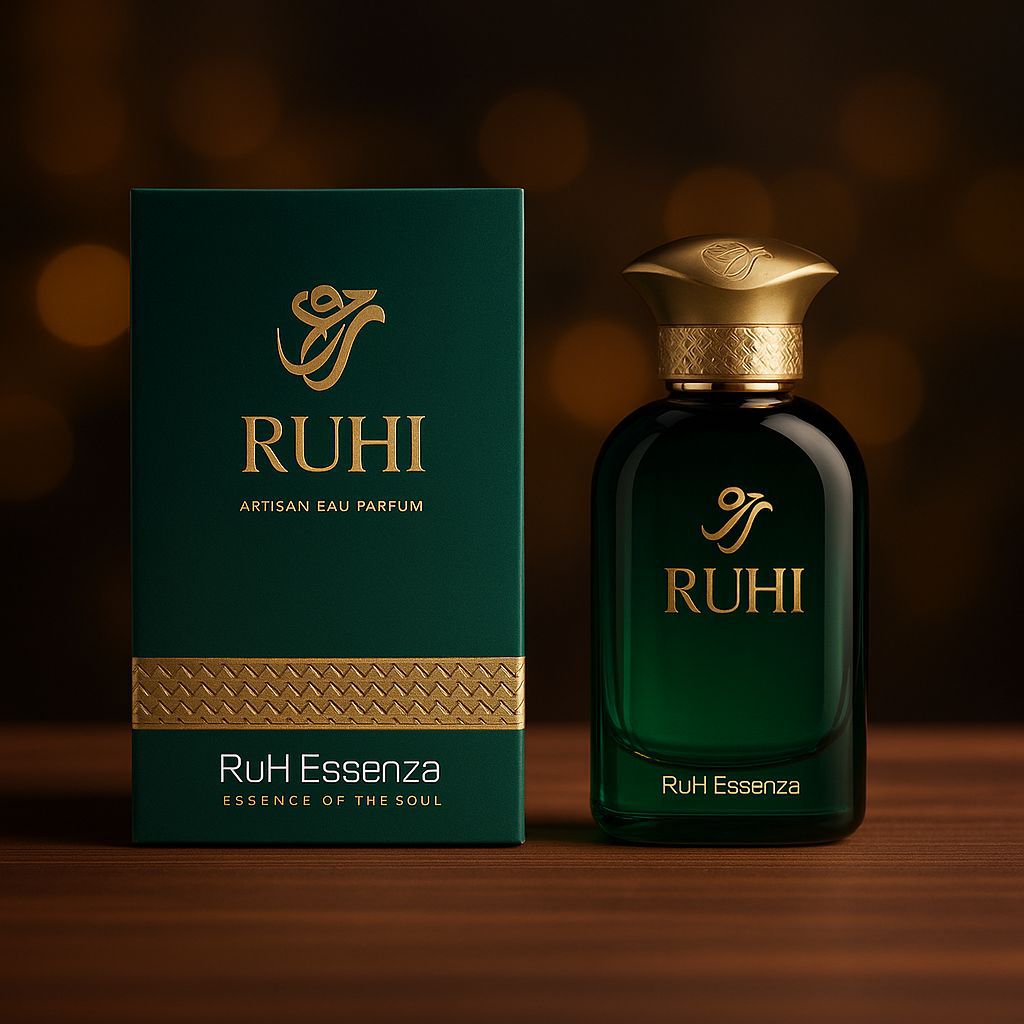 RUHI
ARTISAN EAU PARFUM
RuH Essenza
ESSENCE OF THE SOUL
RUHI
RuH Essenza